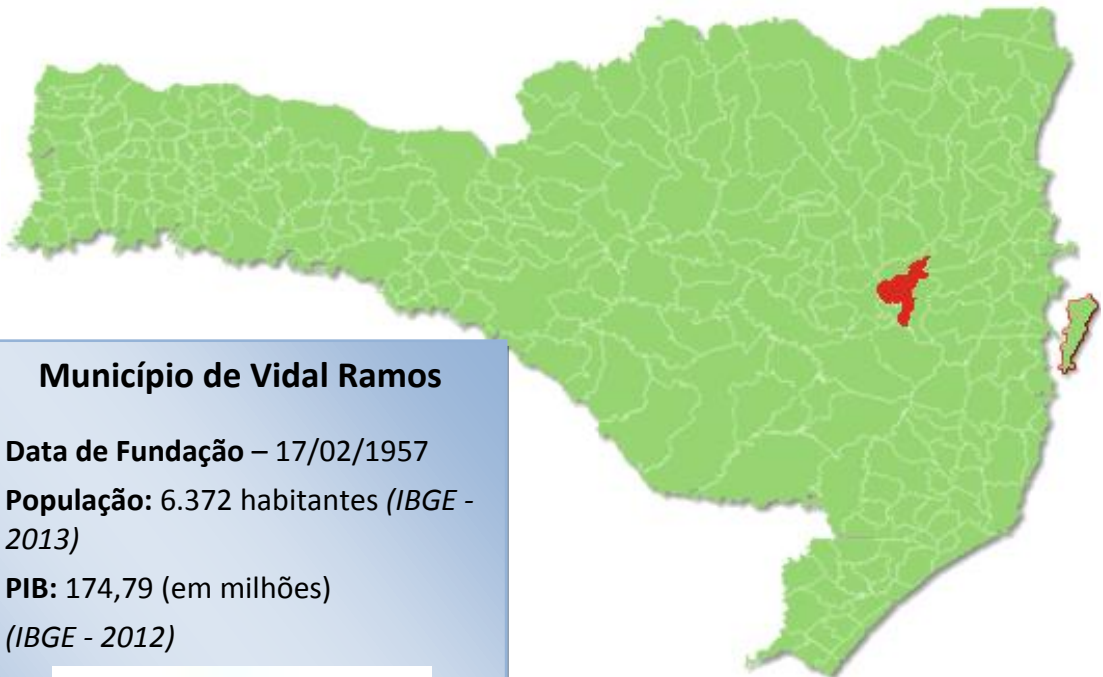 Município de Vidal Ramos
Data de Fundação – 17/02/1957
População: 6.372 habitantes (IBGE -
2013)
PIB: 174,79 (em milhões)
(IBGE - 2012)